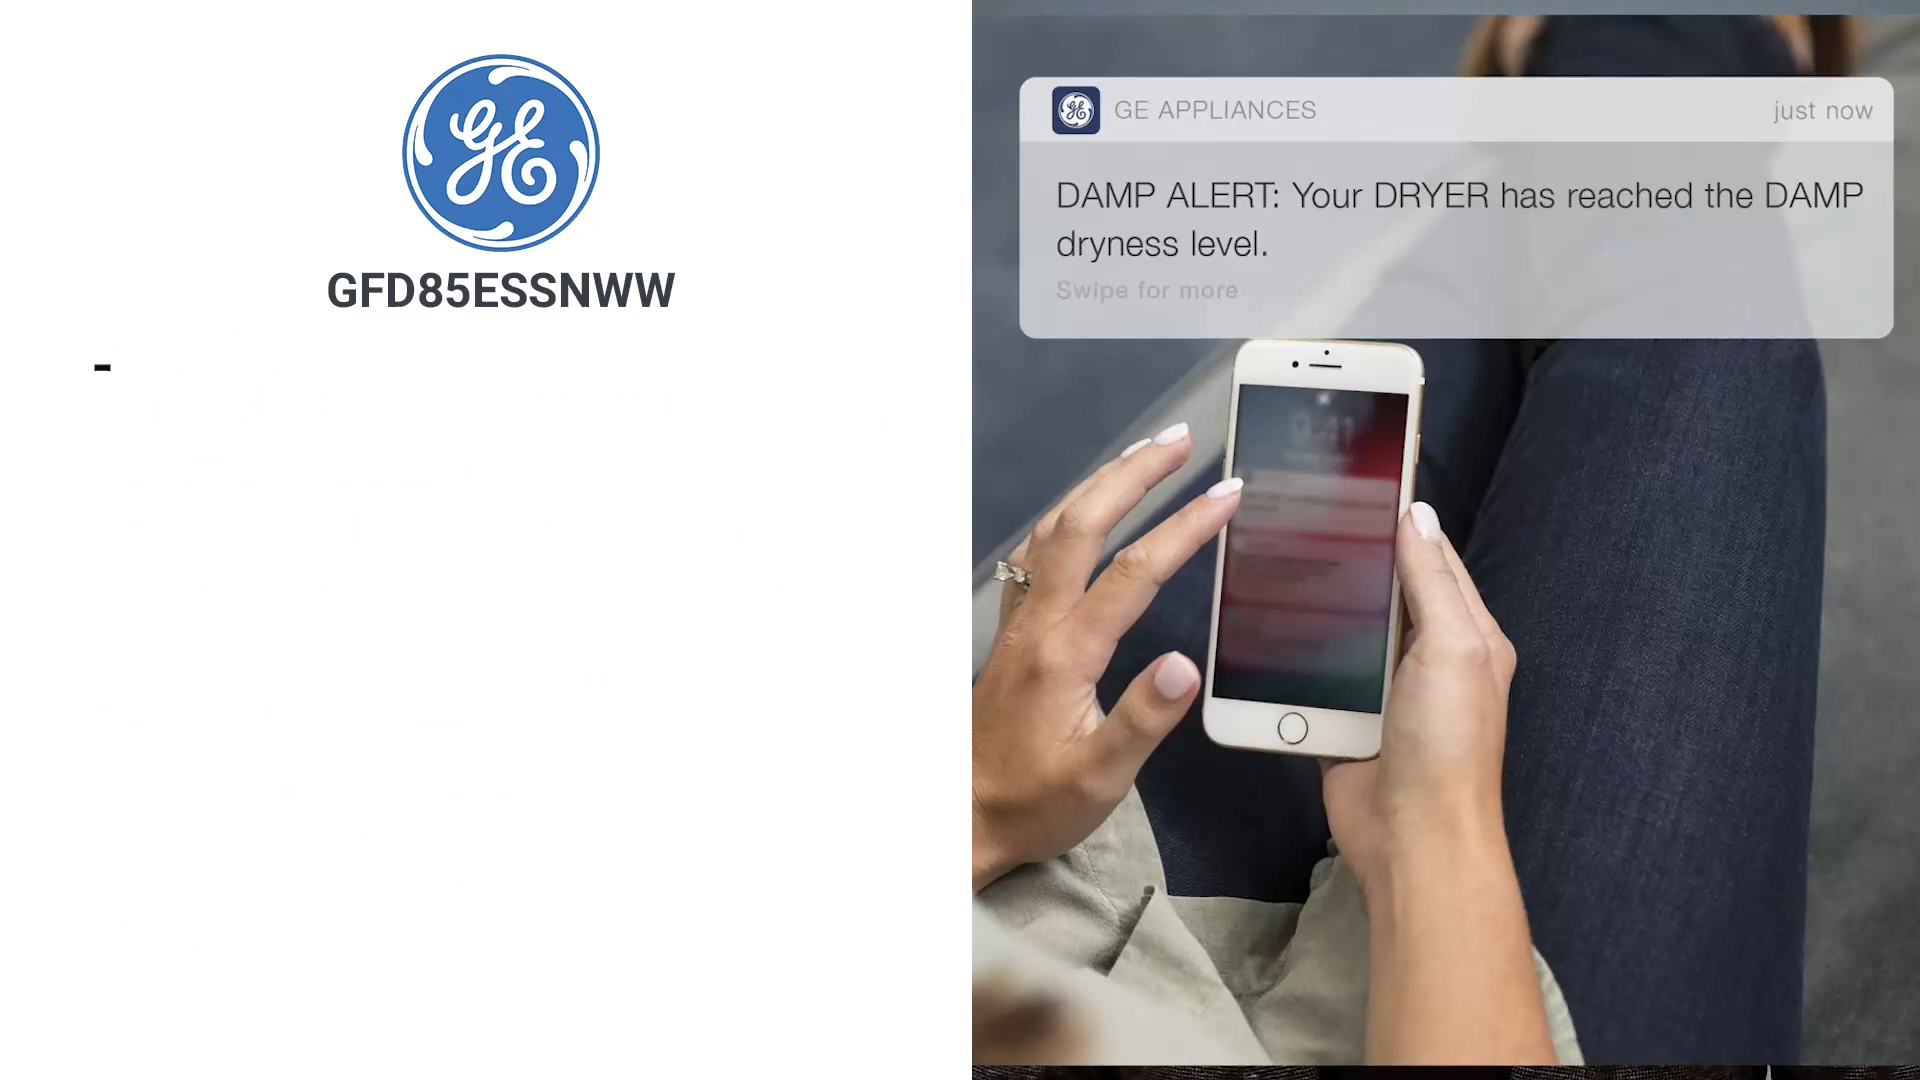 GE
GFD85ESSNWW
-
GE APPLIANCES
just now
DAMP ALERT: Your DRYER has reached the DAMP
dryness level.
Swipe for more